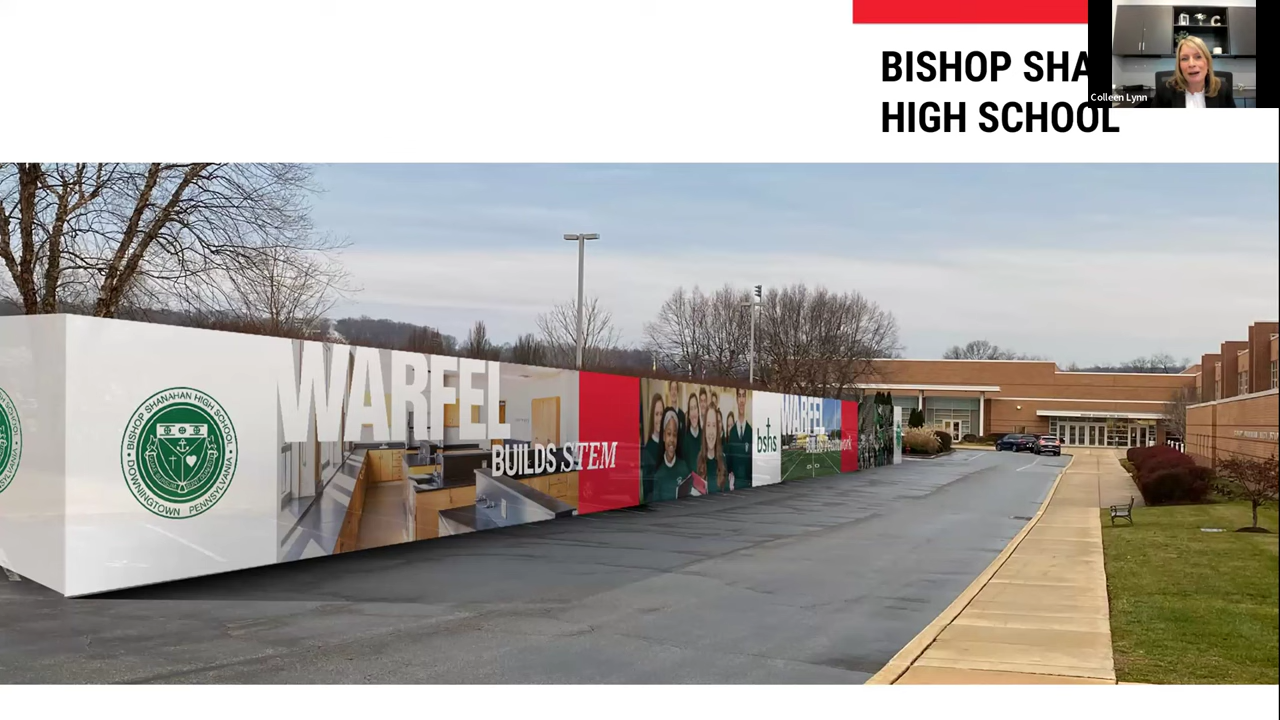 BISHOP SHA
HIGH SCHOOL
Colleen Lynn
BISHOP SHANAHAN HIGH SCHOOL
DOWNINGTOWN PENNSYLVANIA
WARFEL
BUILDS STEM
bshs
WARFEL